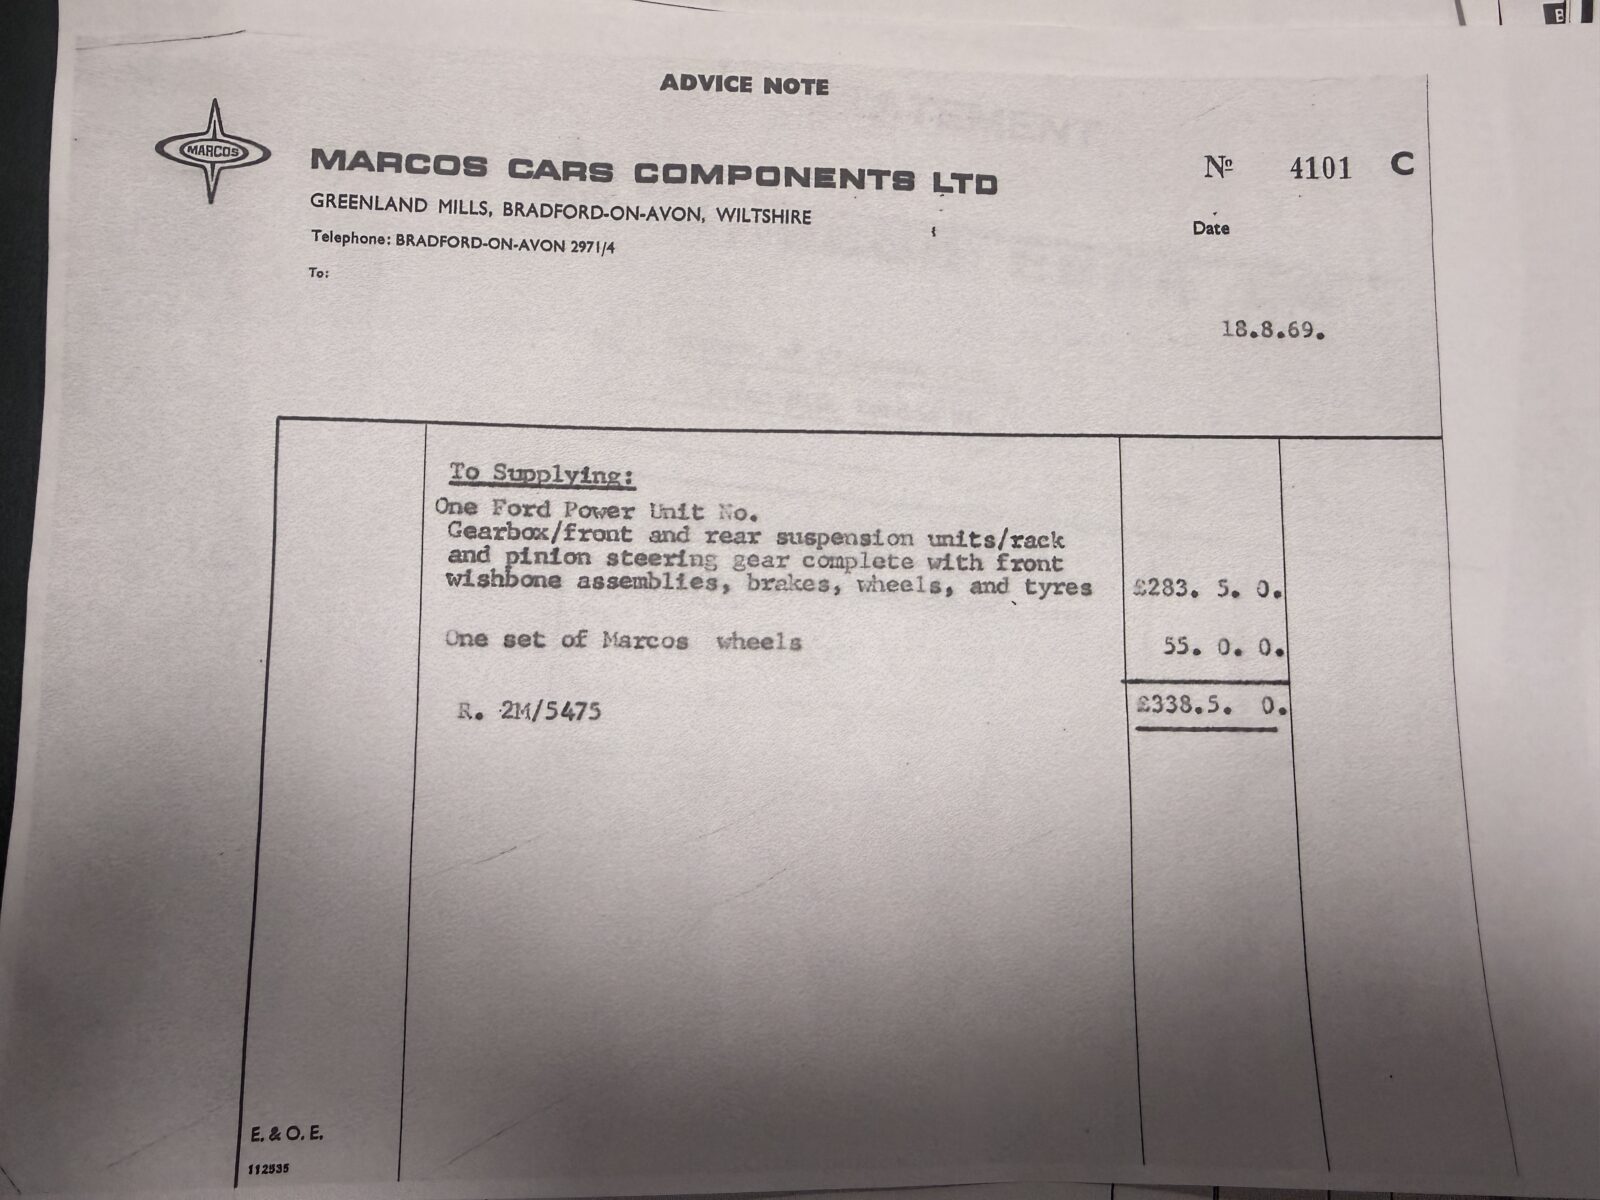 ADVICE NOTE
MARCOS
MARCOS CARS COMPONENTS LTD
Nº 4101 C
GREENLAND MILLS, BRADFORD-ON-AVON, WILTSHIRE
Telephone: BRADFORD-ON-AVON 2971/4
Date
To:
18.8.69.
To Supplying:
One Ford Power Unit No.
Gearbox/front and rear suspension units/rack
and pinion steering gear complete with front
wishbone assemblies, brakes, wheels, and tyres £283. 5. 0.
One set of Marcos wheels 55. 0. 0.
R. 2M/5475 £338.5. 0.
E. & O. E.
112535